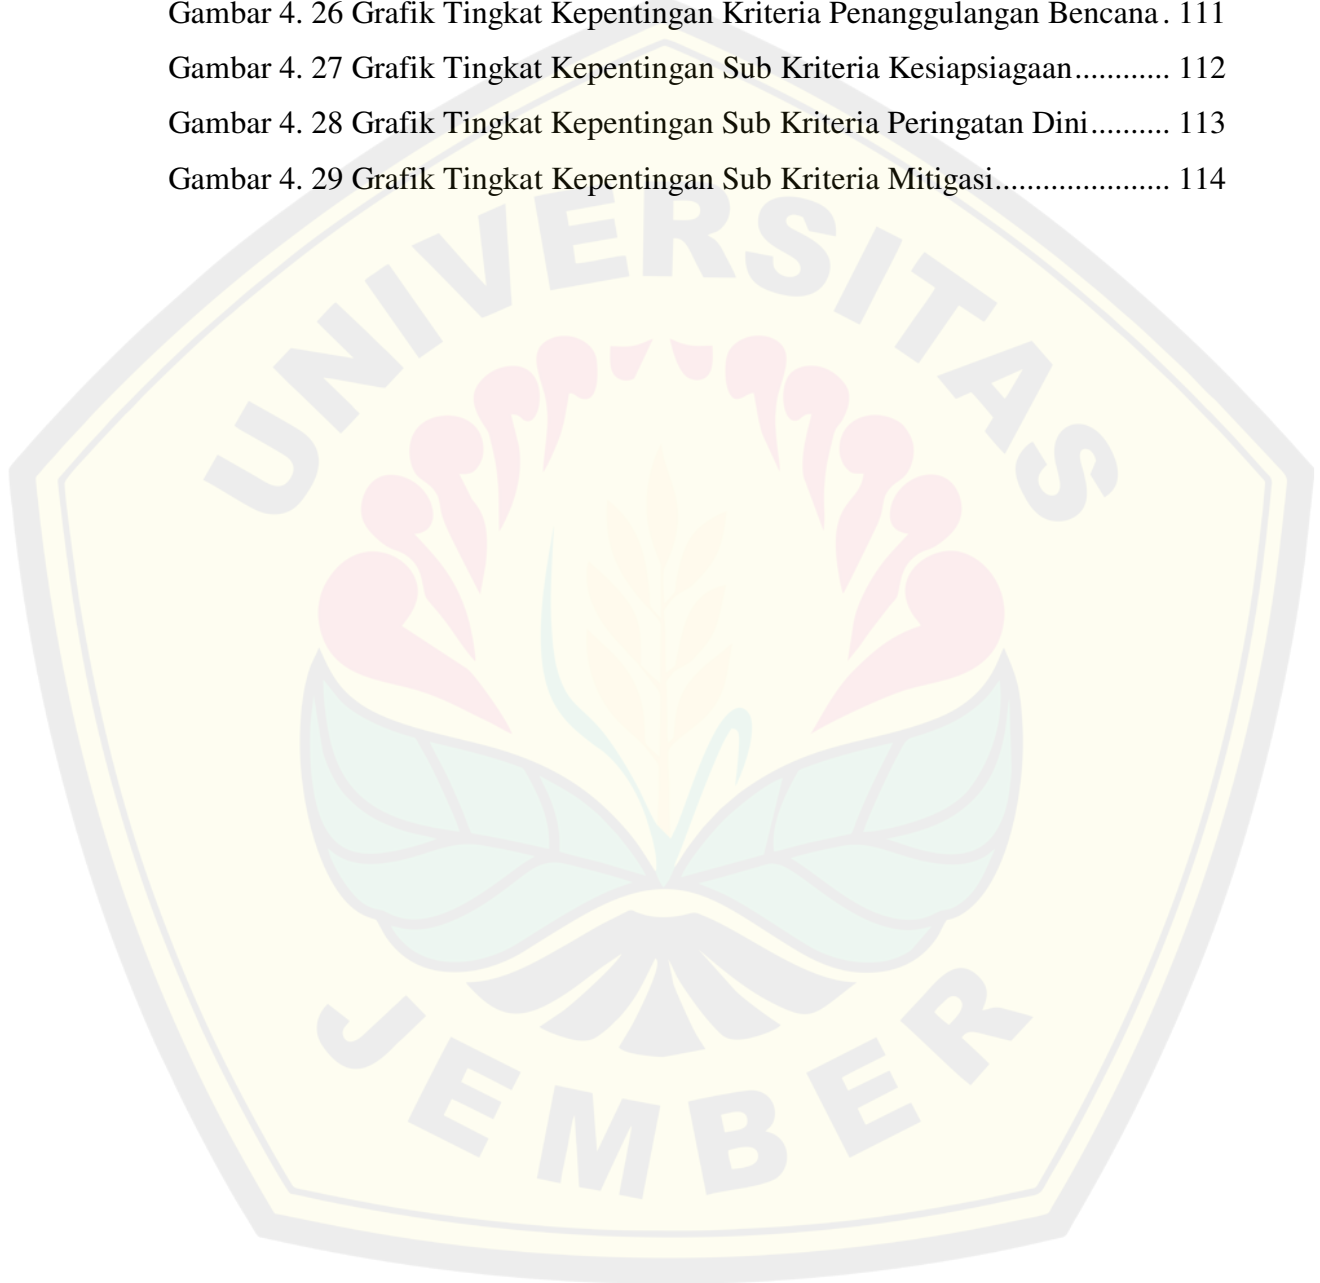 Gambar 4. 26 Grafik Tingkat Kepentingan Kriteria Penanggulangan Bencana . 111
Gambar 4. 27 Grafik Tingkat Kepentingan Sub Kriteria Kesiapsiagaan............ 112
Gambar 4. 28 Grafik Tingkat Kepentingan Sub Kriteria Peringatan Dini.......... 113
Gambar 4. 29 Grafik Tingkat Kepentingan Sub Kriteria Mitigasi...................... 114
UNIVERSITAS
JEMBER